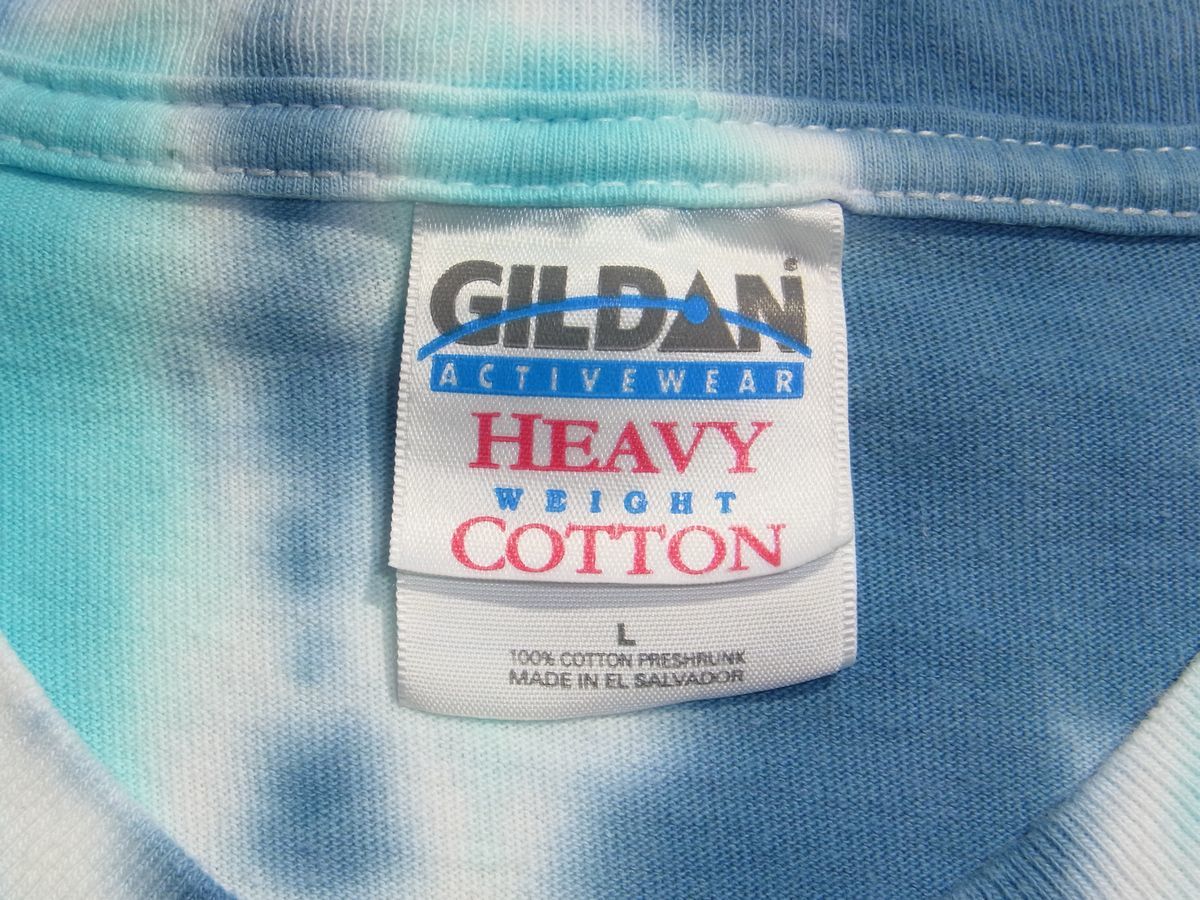 GILDAN®
ACTIVEWEAR
HEAVY
WEIGHT
COTTON
L
100% COTTON PRESHRUNK
MADE IN EL SALVADOR